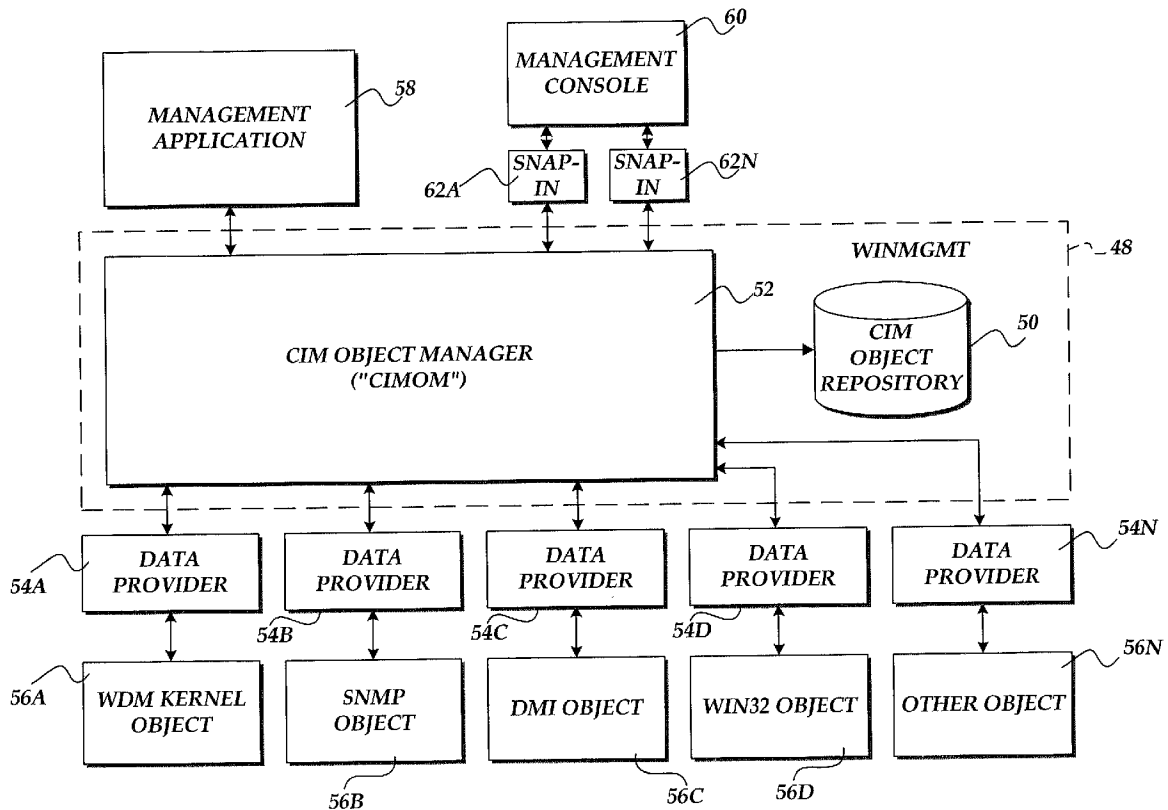 60
MANAGEMENT
CONSOLE
58
MANAGEMENT
APPLICATION
SNAP-
IN
62A
SNAP-
IN
62N
WINMGMT
48
52
CIM OBJECT MANAGER
("CIMOM")
CIM
OBJECT
REPOSITORY
50
DATA
PROVIDER
54A
DATA
PROVIDER
54B
DATA
PROVIDER
54C
DATA
PROVIDER
54D
DATA
PROVIDER
54N
WDM KERNEL
OBJECT
56A
SNMP
OBJECT
56B
DMI OBJECT
56C
WIN32 OBJECT
56D
OTHER OBJECT
56N